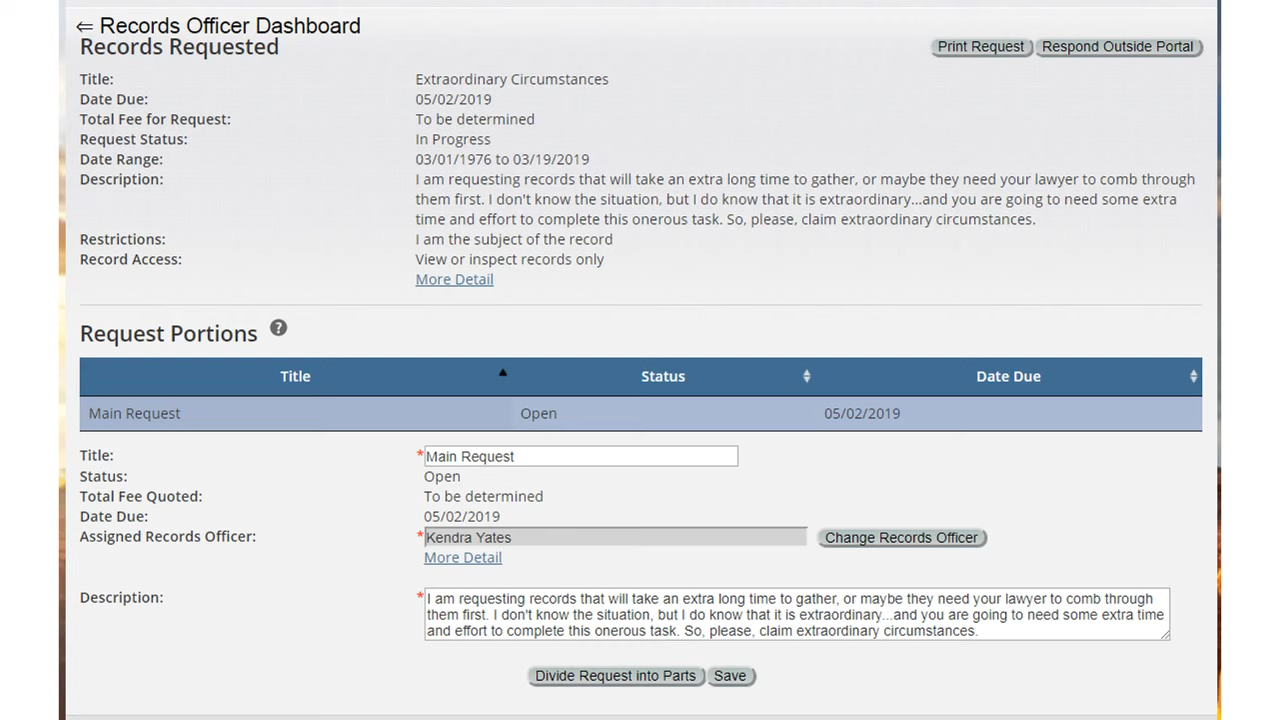 ⇐ Records Officer Dashboard
Records Requested
Print Request Respond Outside Portal
Title: Extraordinary Circumstances
Date Due: 05/02/2019
Total Fee for Request: To be determined
Request Status: In Progress
Date Range: 03/01/1976 to 03/19/2019
Description: I am requesting records that will take an extra long time to gather, or maybe they need your lawyer to comb through
them first. I don't know the situation, but I do know that it is extraordinary...and you are going to need some extra
time and effort to complete this onerous task. So, please, claim extraordinary circumstances.
Restrictions: I am the subject of the record
Record Access: View or inspect records only
More Detail
Request Portions ?
Title Status Date Due
Main Request Open 05/02/2019
Title: *Main Request
Status: Open
Total Fee Quoted: To be determined
Date Due: 05/02/2019
Assigned Records Officer: *Kendra Yates Change Records Officer
More Detail
Description: *I am requesting records that will take an extra long time to gather, or maybe they need your lawyer to comb through
them first. I don't know the situation, but I do know that it is extraordinary...and you are going to need some extra time
and effort to complete this onerous task. So, please, claim extraordinary circumstances.
Divide Request into Parts Save